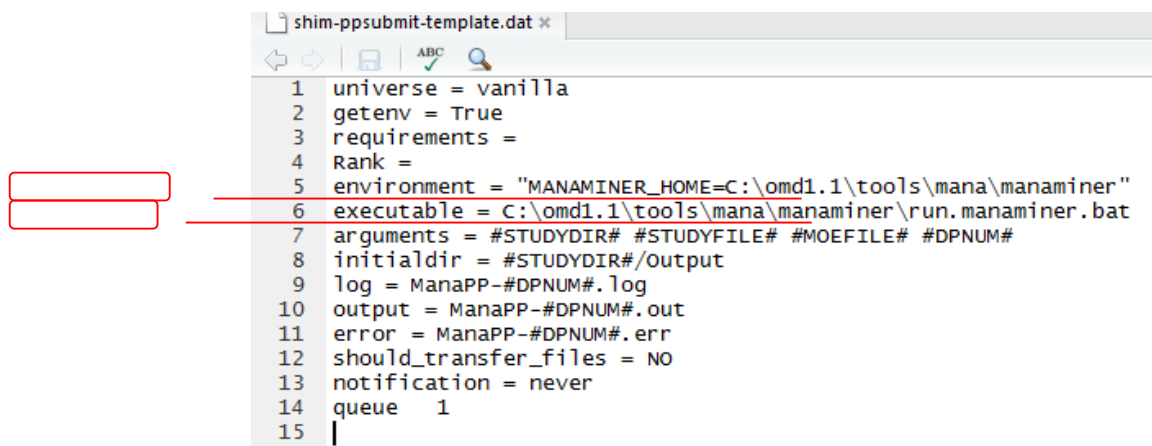 shim-ppsubmit-template.dat
ABC
1 universe = vanilla
2 getenv = True
3 requirements =
4 Rank =
5 environment = "MANAMINER_HOME=C:\omd1.1\tools\mana\manaminer"
6 executable = C:\omd1.1\tools\mana\manaminer\run.manaminer.bat
7 arguments = #STUDYDIR# #STUDYFILE# #MOEFILE# #DPNUM#
8 initialdir = #STUDYDIR#/Output
9 log = ManaPP-#DPNUM#.log
10 output = ManaPP-#DPNUM#.out
11 error = ManaPP-#DPNUM#.err
12 should_transfer_files = NO
13 notification = never
14 queue 1
15